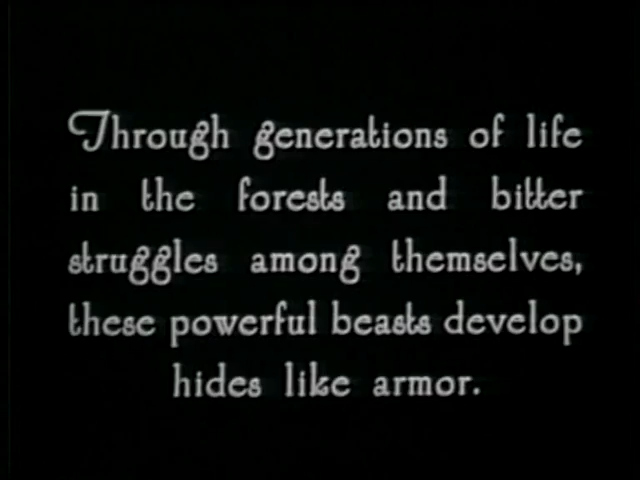 Through generations of life
in the forests and bitter
struggles among themselves,
these powerful beasts develop
hides like armor.